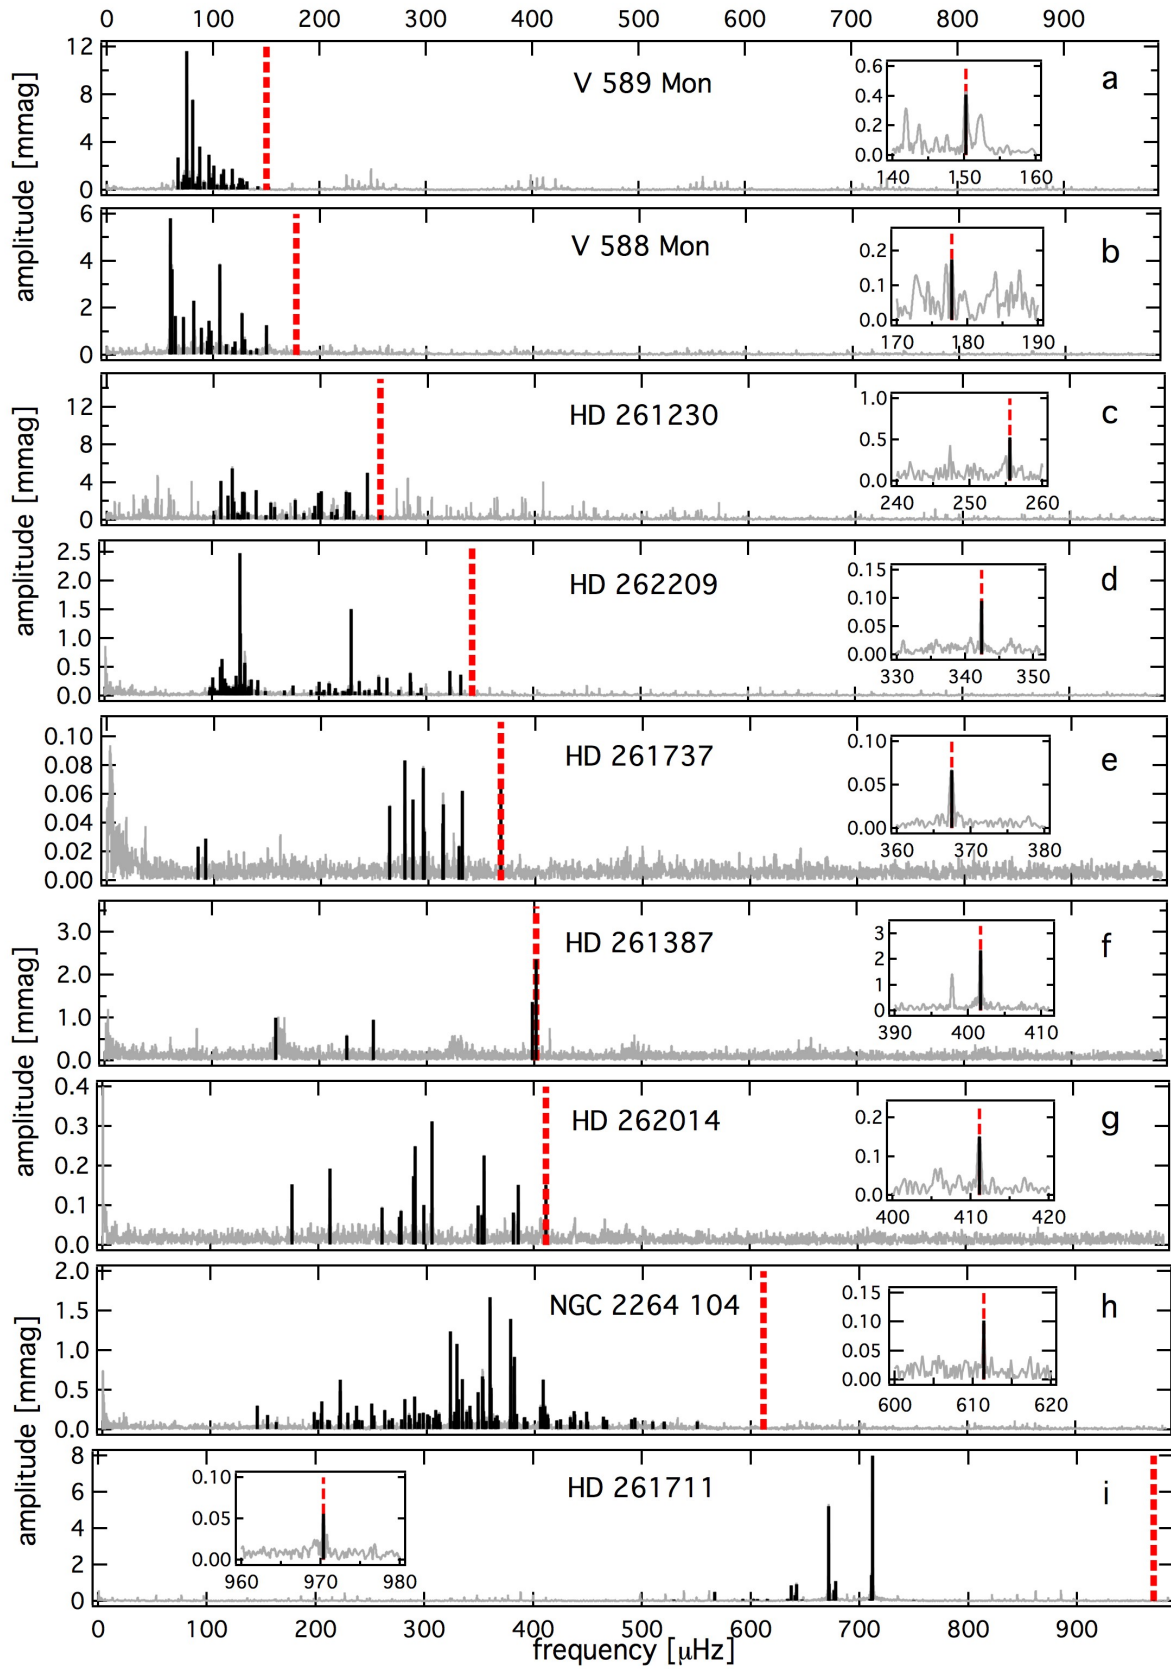 0 100 200 300 400 500 600 700 800 900
12
8
4
0
amplitude [mmag]
V 589 Mon
a
0.6
0.4
0.2
0.0
140 150 160
6
4
2
0
amplitude [mmag]
V 588 Mon
b
0.2
0.1
0.0
170 180 190
12
8
4
0
amplitude [mmag]
HD 261230
c
1.0
0.5
0.0
240 250 260
2.5
2.0
1.5
1.0
0.5
0.0
amplitude [mmag]
HD 262209
d
0.15
0.10
0.05
0.00
330 340 350
0.10
0.08
0.06
0.04
0.02
0.00
HD 261737
e
0.10
0.05
0.00
360 370 380
3.0
2.0
1.0
0.0
amplitude [mmag]
HD 261387
f
3
2
1
0
390 400 410
0.4
0.3
0.2
0.1
0.0
amplitude [mmag]
HD 262014
g
0.2
0.1
0.0
400 410 420
2.0
1.5
1.0
0.5
0.0
amplitude [mmag]
NGC 2264 104
h
0.15
0.10
0.05
0.00
600 610 620
8
6
4
2
0
amplitude [mmag]
HD 261711
i
0.10
0.05
0.00
960 970 980
0 100 200 300 400 500 600 700 800 900
frequency [μHz]